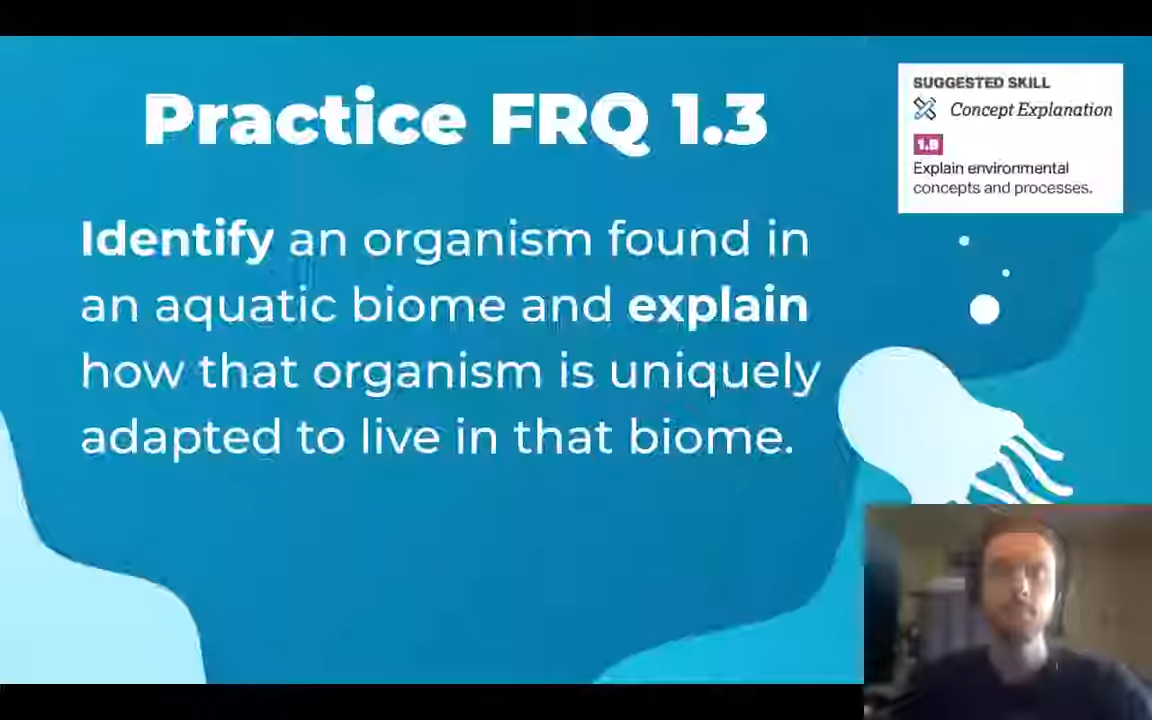 Practice FRQ 1.3
SUGGESTED SKILL
Concept Explanation
1.B
Explain environmental
concepts and processes.
Identify an organism found in
an aquatic biome and explain
how that organism is uniquely
adapted to live in that biome.